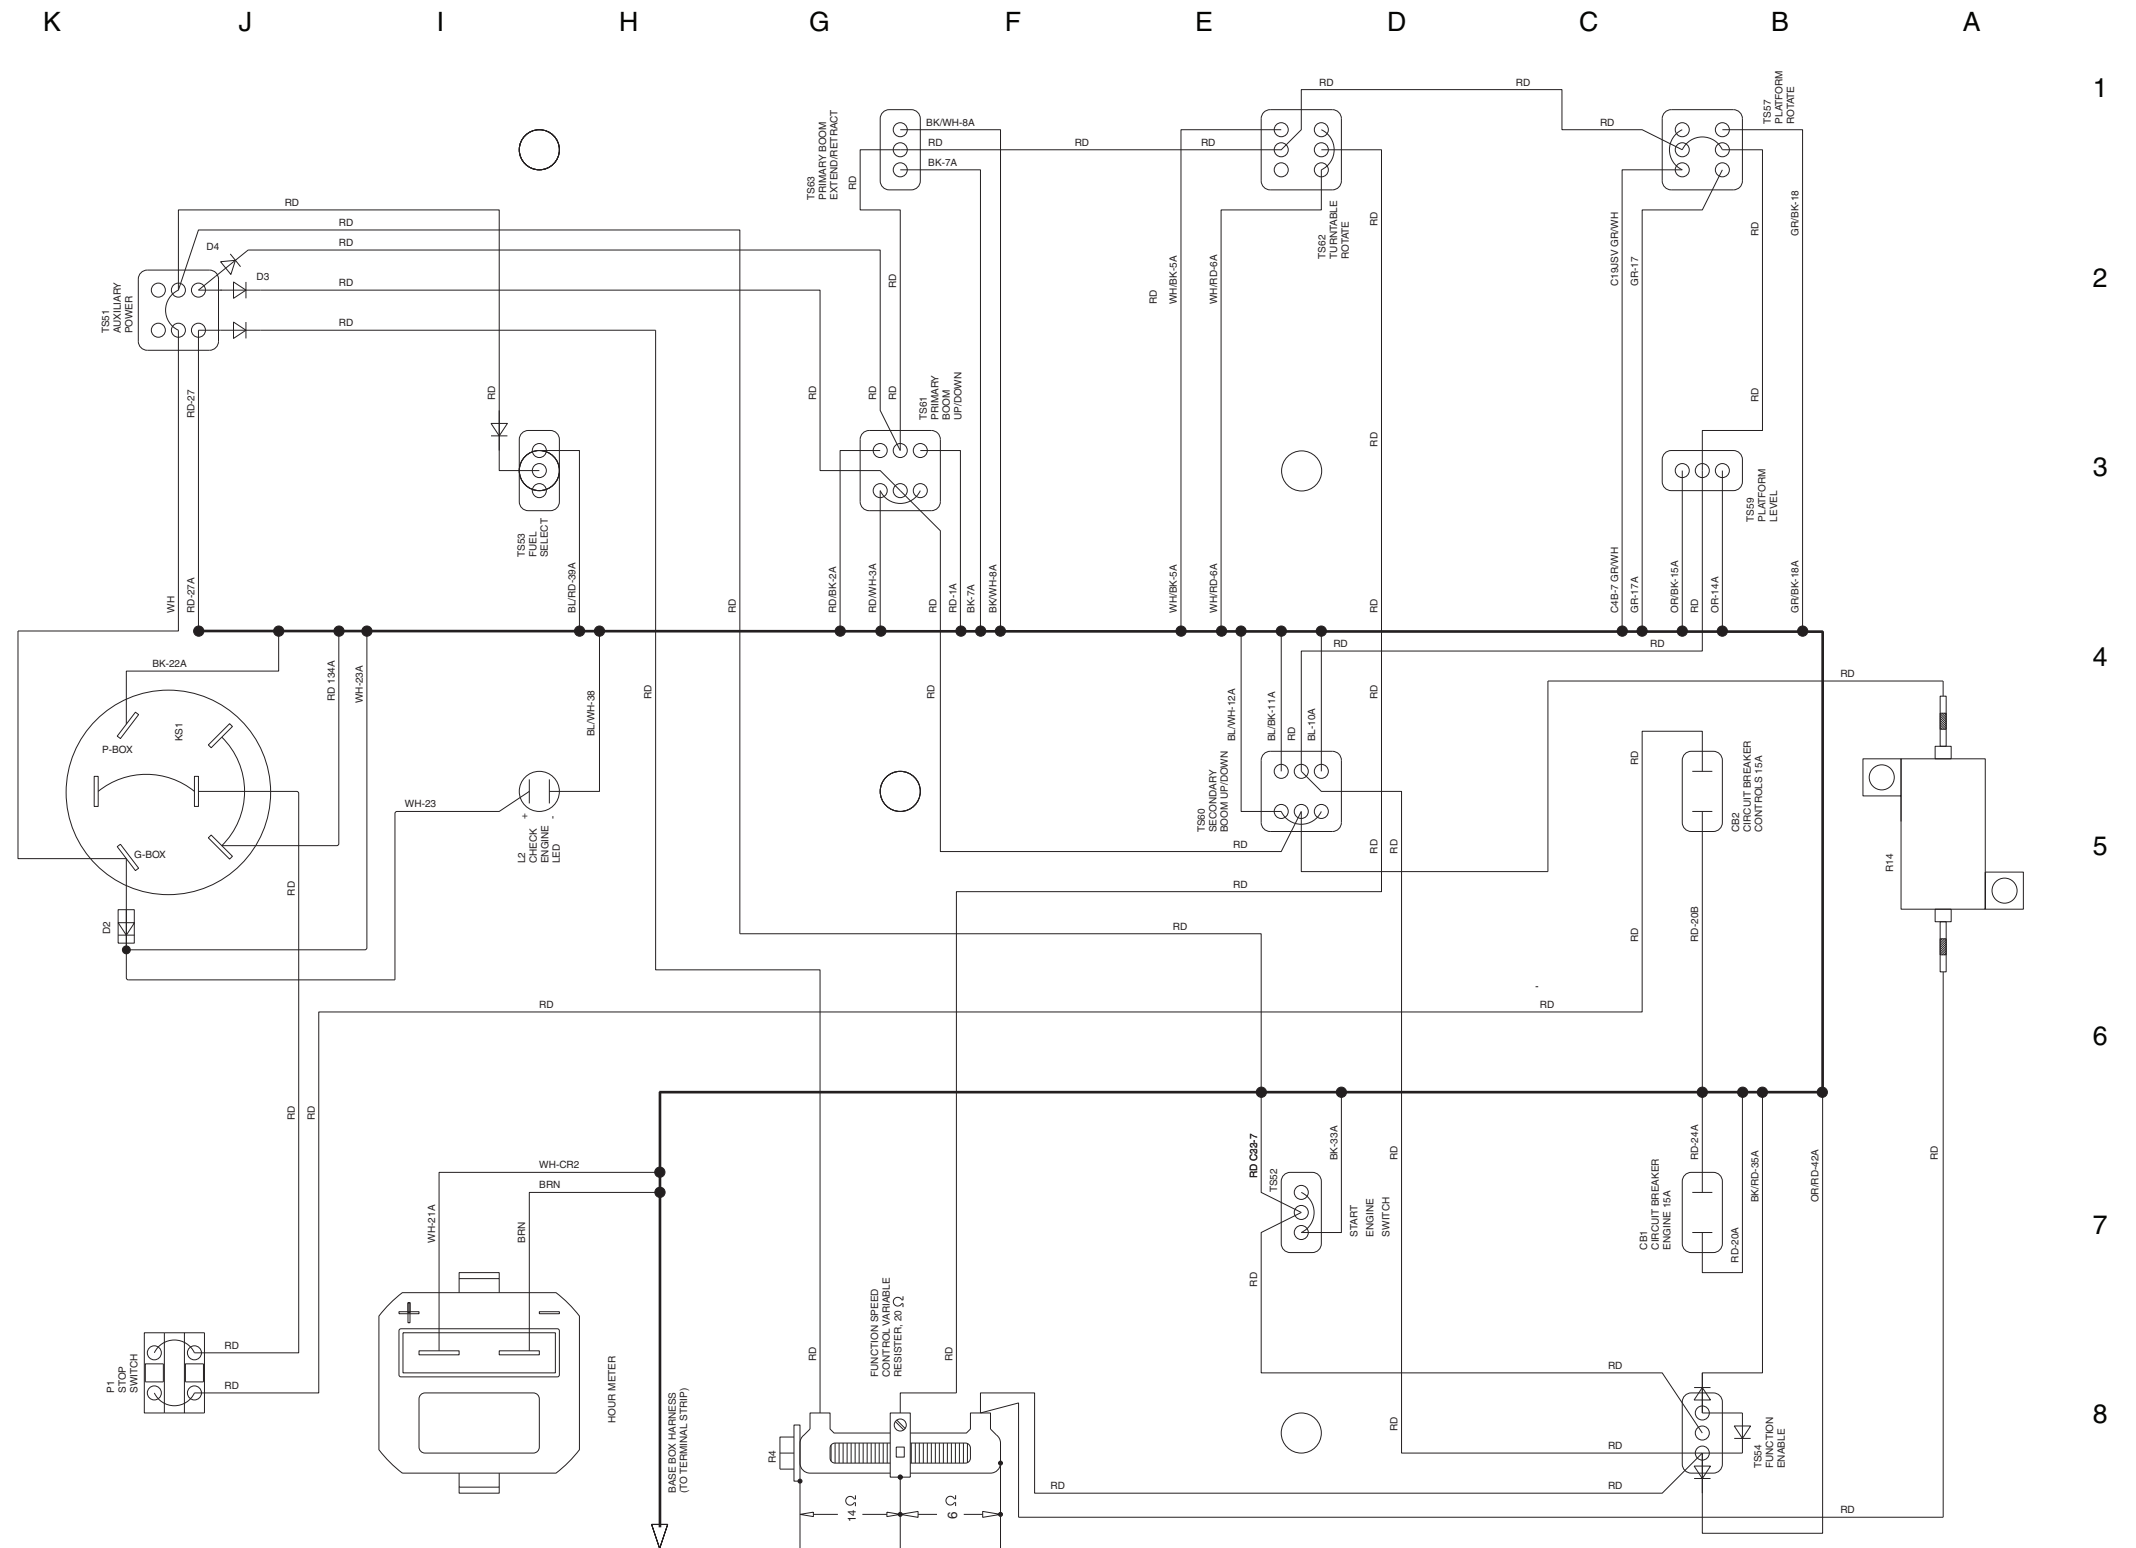 K J I H G F E D C B A
1
2
3
4
5
6
7
8
RD
RD
RD
TS57
PLATFORM
ROTATE
TS63
PRIMARY BOOM
EXTEND/RETRACT
BK/WH-8A
RD
RD
RD
BK-7A
RD
TS62
TURNTABLE
ROTATE
RD
RD
GR/BK-18
RD
RD
RD
D4
D3
RD
RD
TS51
AUXILIARY
POWER
RD
RD
WH/BK-5A
WH/RD-6A
C19JSV GR/WH
GR-17
RD-27
RD
RD
RD
RD
TS61
PRIMARY
BOOM
UP/DOWN
RD
RD
TS53
FUEL
SELECT
TS59
PLATFORM
LEVEL
WH
RD-27A
BL/RD-39A
RD
RD/BK-2A
RD/WH-3A
RD
RD-1A
BK-7A
BK/WH-8A
WH/BK-5A
WH/RD-6A
RD
C4B-7 GR/WH
GR-17A
OR/BK-15A
RD
OR-14A
GR/BK-18A
BK-22A
RD 134A
WH-23A
BL/WH-38
RD
RD
BL/WH-12A
BL/BK-11A
RD
BL-10A
RD
RD
RD
RD
P-BOX
KS1
G-BOX
WH-23
+
-
L2
CHECK
ENGINE
LED
TS60
SECONDARY
BOOM UP/DOWN
RD
CB2
CIRCUIT BREAKER
CONTROLS 15A
R14
RD
RD
RD
RD
RD
D2
RD
RD
RD-20B
RD
RD
-
RD
RD
WH-CR2
BRN
WH-21A
BRN
RD C33-7
TS52
BK-33A
RD
START
ENGINE
SWITCH
RD
CB1
CIRCUIT BREAKER
ENGINE 15A
RD-24A
RD-20A
BK/RD-35A
OR/RD-42A
RD
P1
STOP
SWITCH
RD
RD
+
−
HOUR METER
BASE BOX HARNESS
(TO TERMINAL STRIP)
RD
FUNCTION SPEED
CONTROL VARIABLE
RESISTER, 20 Ω
RD
R4
14 Ω
6 Ω
RD
RD
RD
RD
RD
TS54
FUNCTION
ENABLE
RD